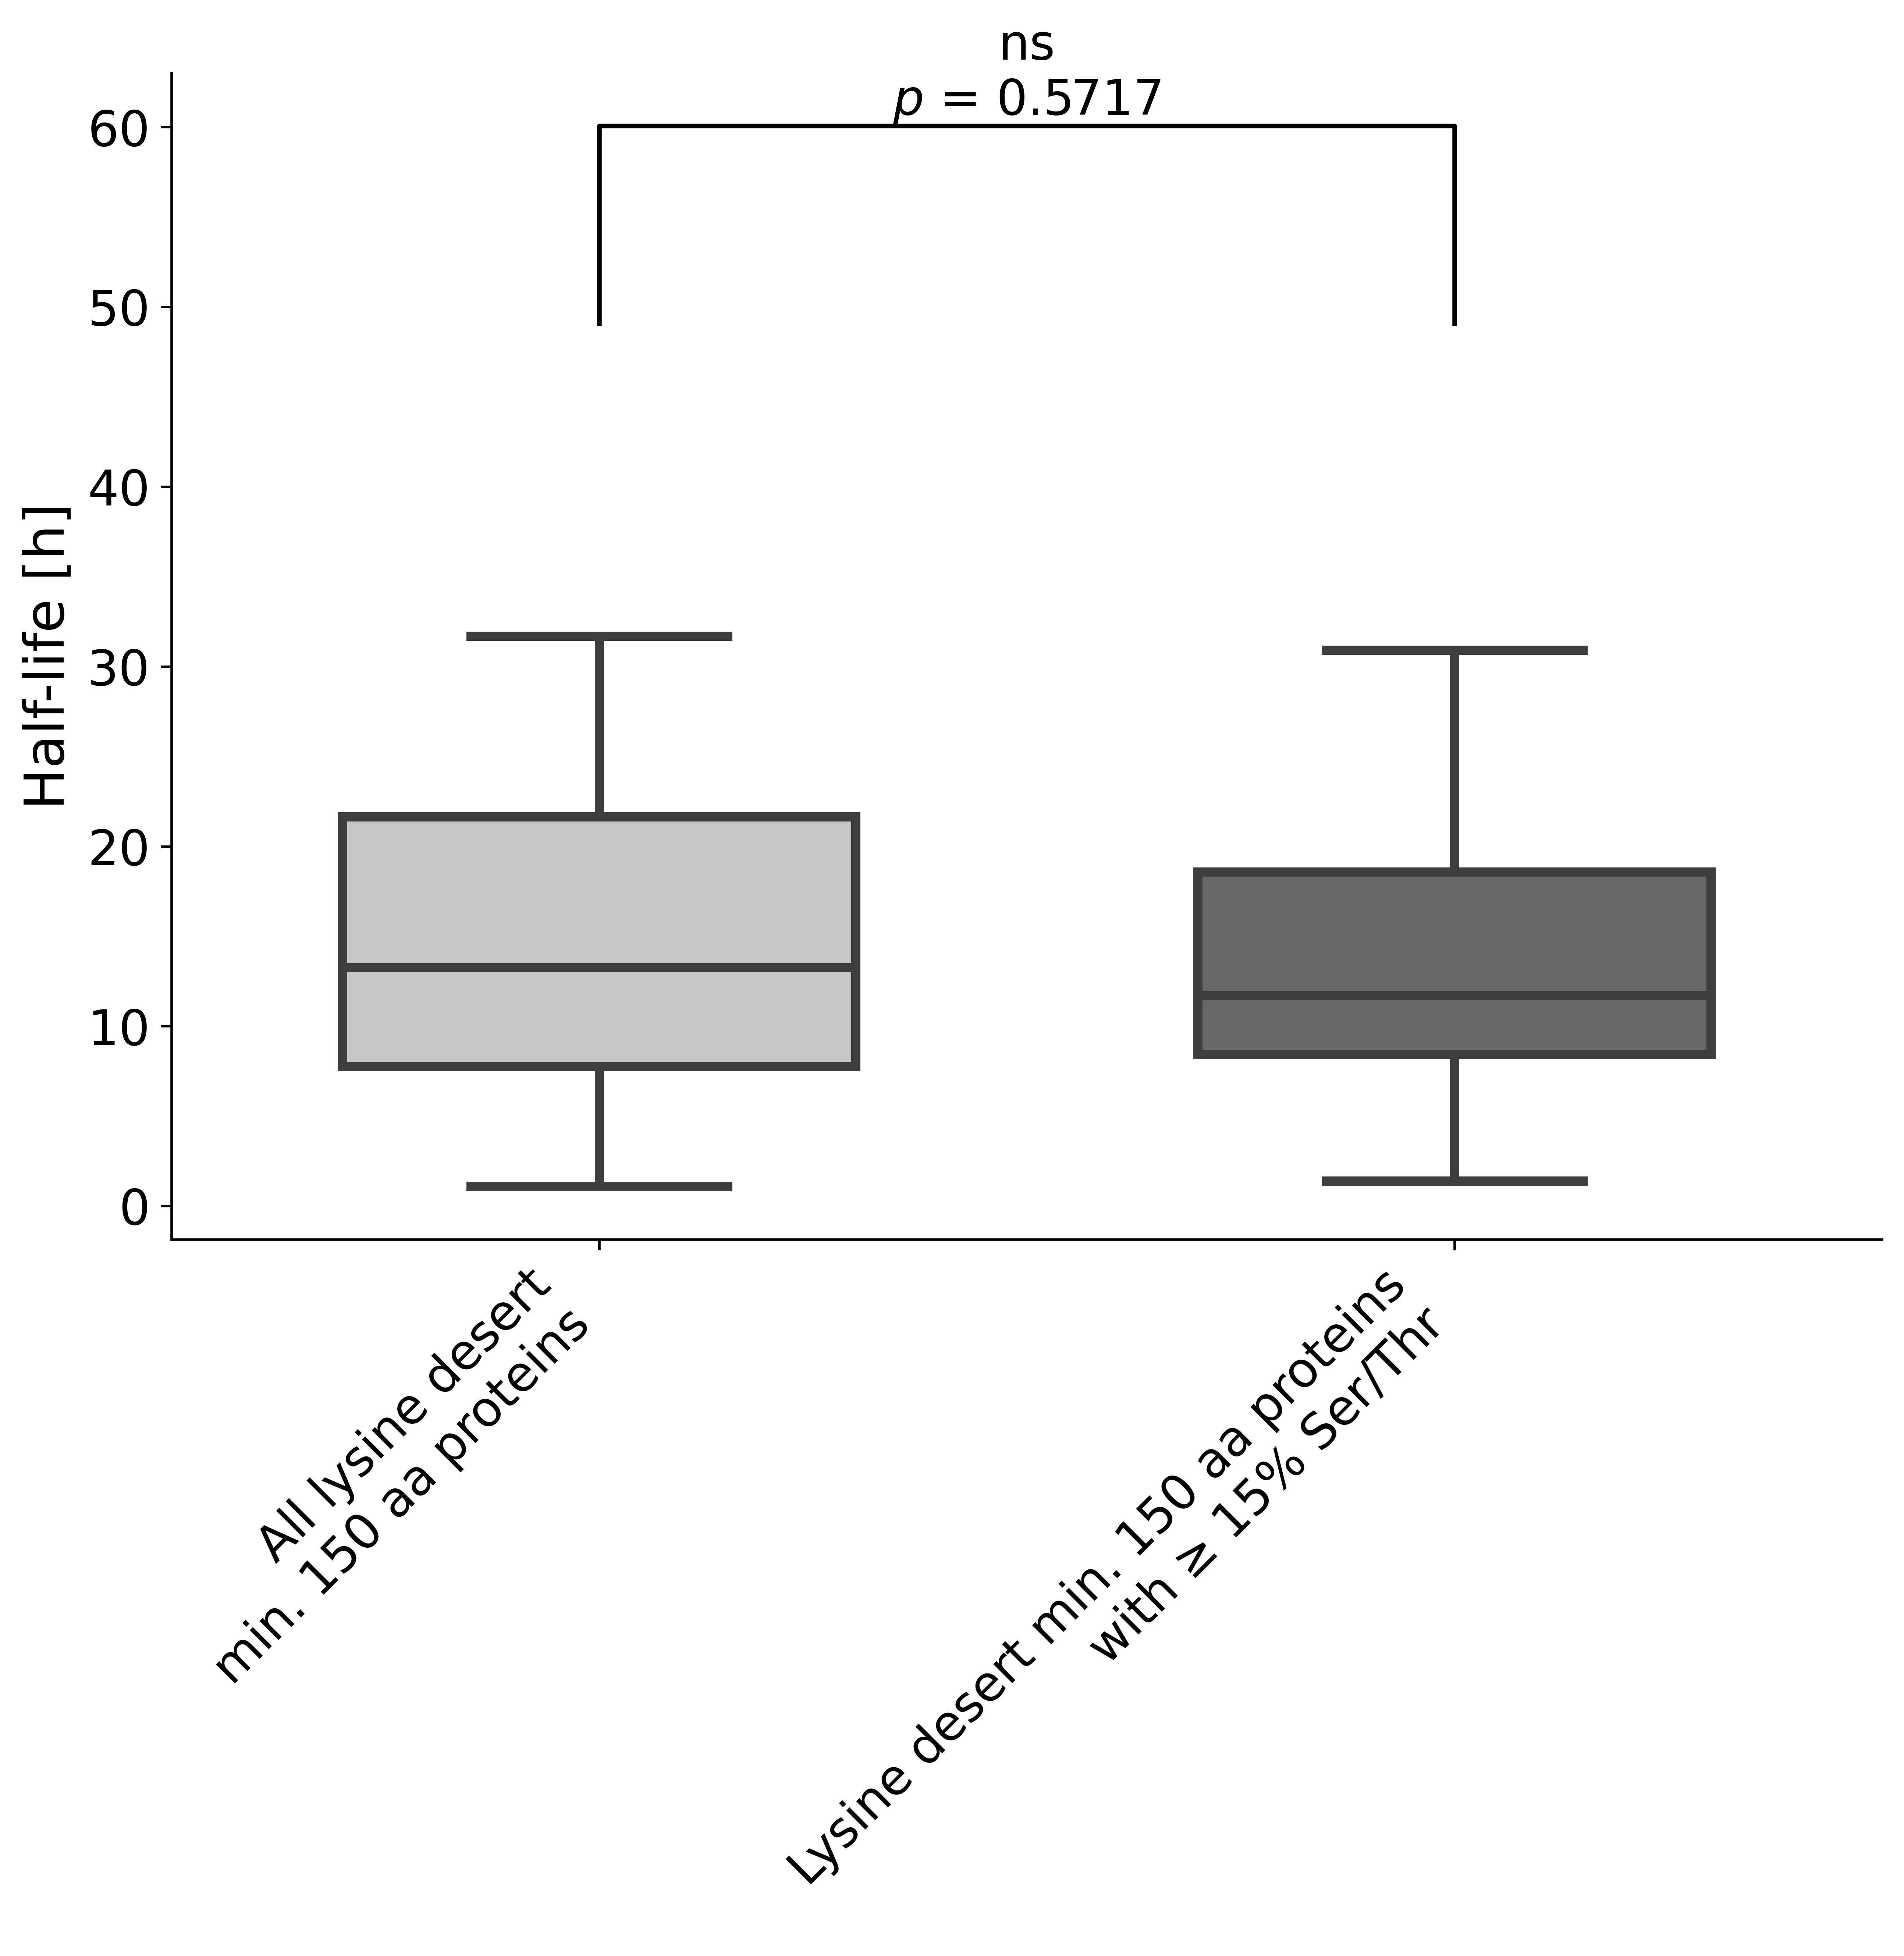 ns
p = 0.5717
60
50
40
30
20
10
0
Half-life [h]
All lysine desert
min. 150 aa proteins
Lysine desert min. 150 aa proteins
with ≥ 15% Ser/Thr